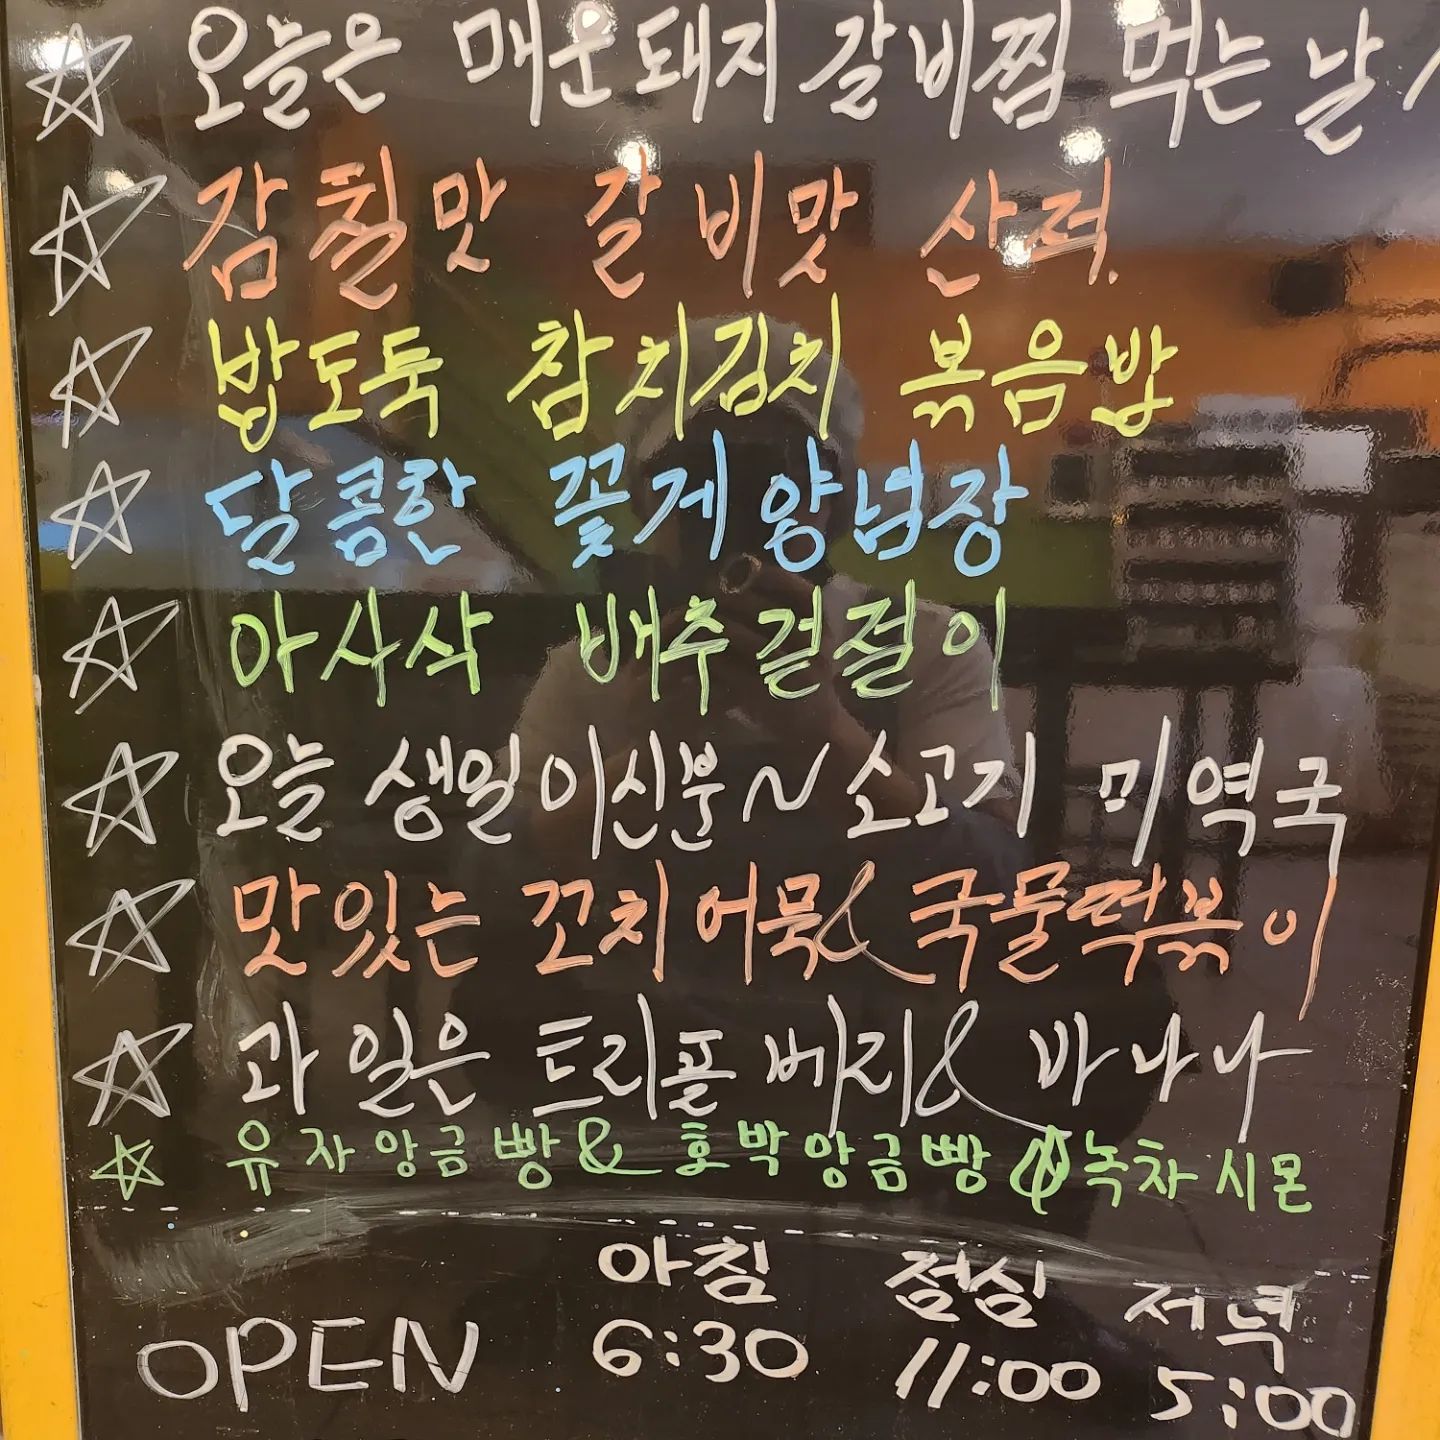 ☆ 오늘은 매운돼지 갈비찜 먹는 날
☆ 감칠맛 갈비맛 산적.
☆ 밥도둑 참치김치 볶음밥
☆ 달콤한 꽃게 양념장
☆ 아사삭 배추겉절이
☆ 오늘 생일이신분~ 소고기 미역국
☆ 맛있는 꼬치어묵& 국물떡볶이
☆ 과일은 트리플 베리& 바나나
☆ 유자앙금빵 & 호박앙금빵 녹차시몬
아침 점심 저녁
OPEN 6:30 11:00 5:00